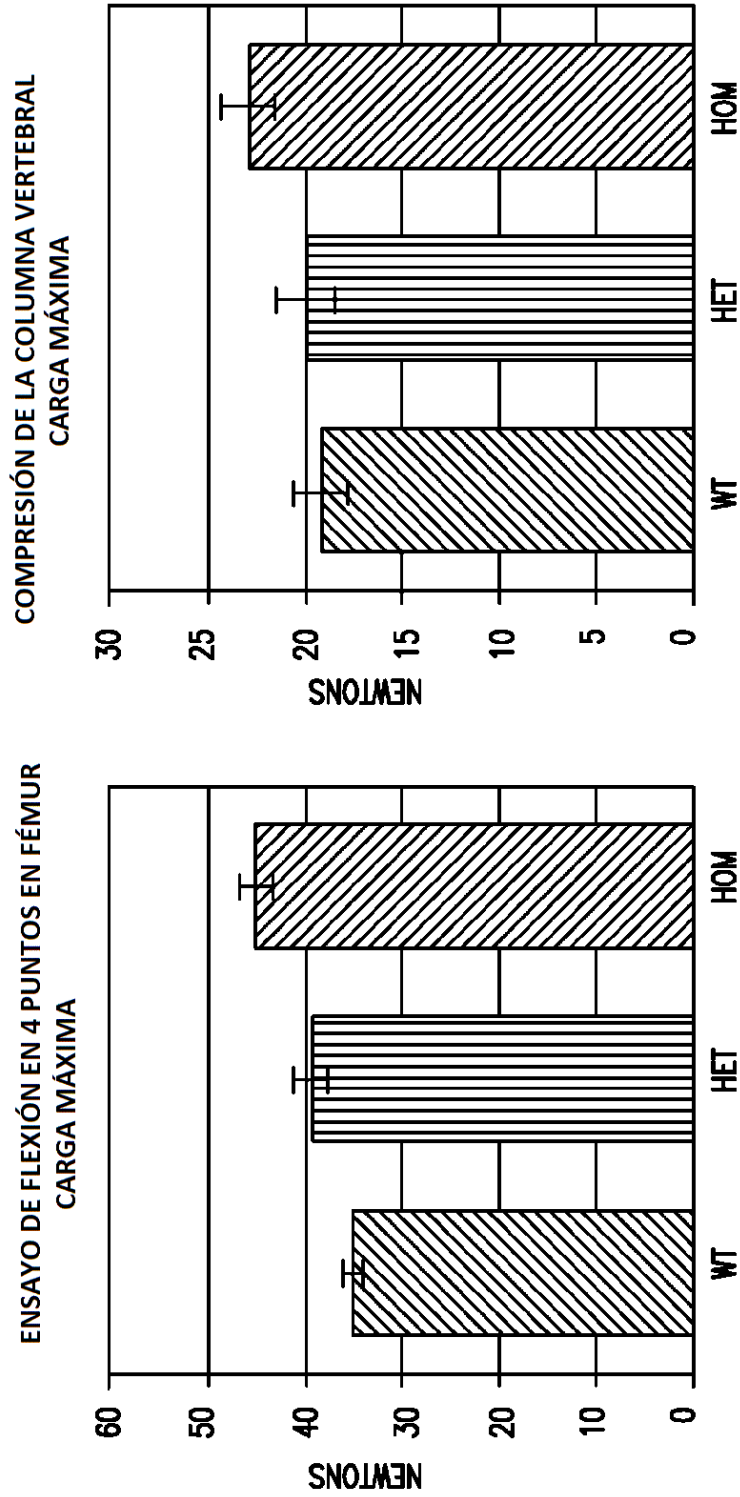 ENSAYO DE FLEXIÓN EN 4 PUNTOS EN FÉMUR
CARGA MÁXIMA
60
50
40
30
20
10
0
NEWTONS
WT
HET
HOM
COMPRESIÓN DE LA COLUMNA VERTEBRAL
CARGA MÁXIMA
30
25
20
15
10
5
0
NEWTONS
WT
HET
HOM